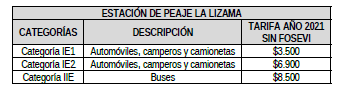 ESTACIÓN DE PEAJE LA LIZAMA
CATEGORÍAS DESCRIPCIÓN TARIFA AÑO 2021 SIN FOSEVI
Categoría IE1 Automóviles, camperos y camionetas $3.500
Categoría IE2 Automóviles, camperos y camionetas $6.900
Categoría IIE Buses $8.500